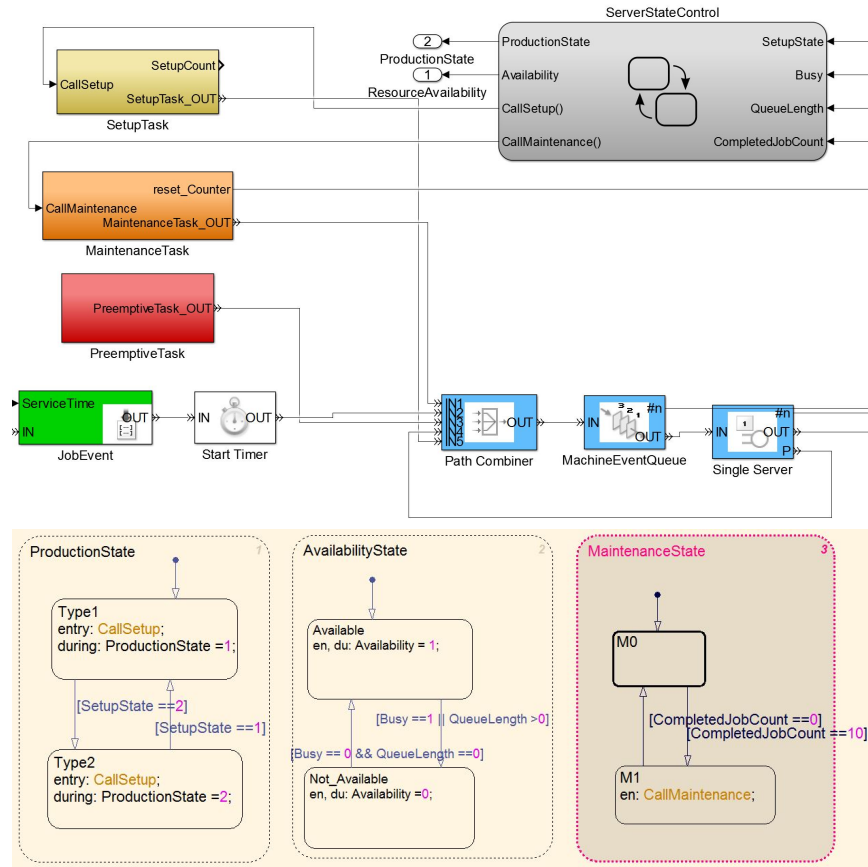 ServerStateControl
SetupCount
CallSetup
SetupTask_OUT
SetupTask
2
ProductionState
1
ResourceAvailability
ProductionState
SetupState
Availability
Busy
CallSetup()
QueueLength
CallMaintenance()
CompletedJobCount
reset_Counter
CallMaintenance
MaintenanceTask_OUT
MaintenanceTask
PreemptiveTask_OUT
PreemptiveTask
ServiceTime
OUT
IN
JobEvent
IN
OUT
Start Timer
IN1
IN2
IN3
IN4
IN5
OUT
Path Combiner
3 2 1
#n
IN
OUT
MachineEventQueue
1
#n
IN
OUT
P
Single Server
ProductionState
1
Type1
entry: CallSetup;
during: ProductionState =1;
[SetupState ==2]
[SetupState ==1]
Type2
entry: CallSetup;
during: ProductionState =2;
AvailabilityState
2
Available
en, du: Availability = 1;
[Busy ==1 || QueueLength >0]
[Busy == 0 && QueueLength ==0]
Not_Available
en, du: Availability =0;
MaintenanceState
3
M0
[CompletedJobCount ==0]
[CompletedJobCount ==10]
M1
en: CallMaintenance;